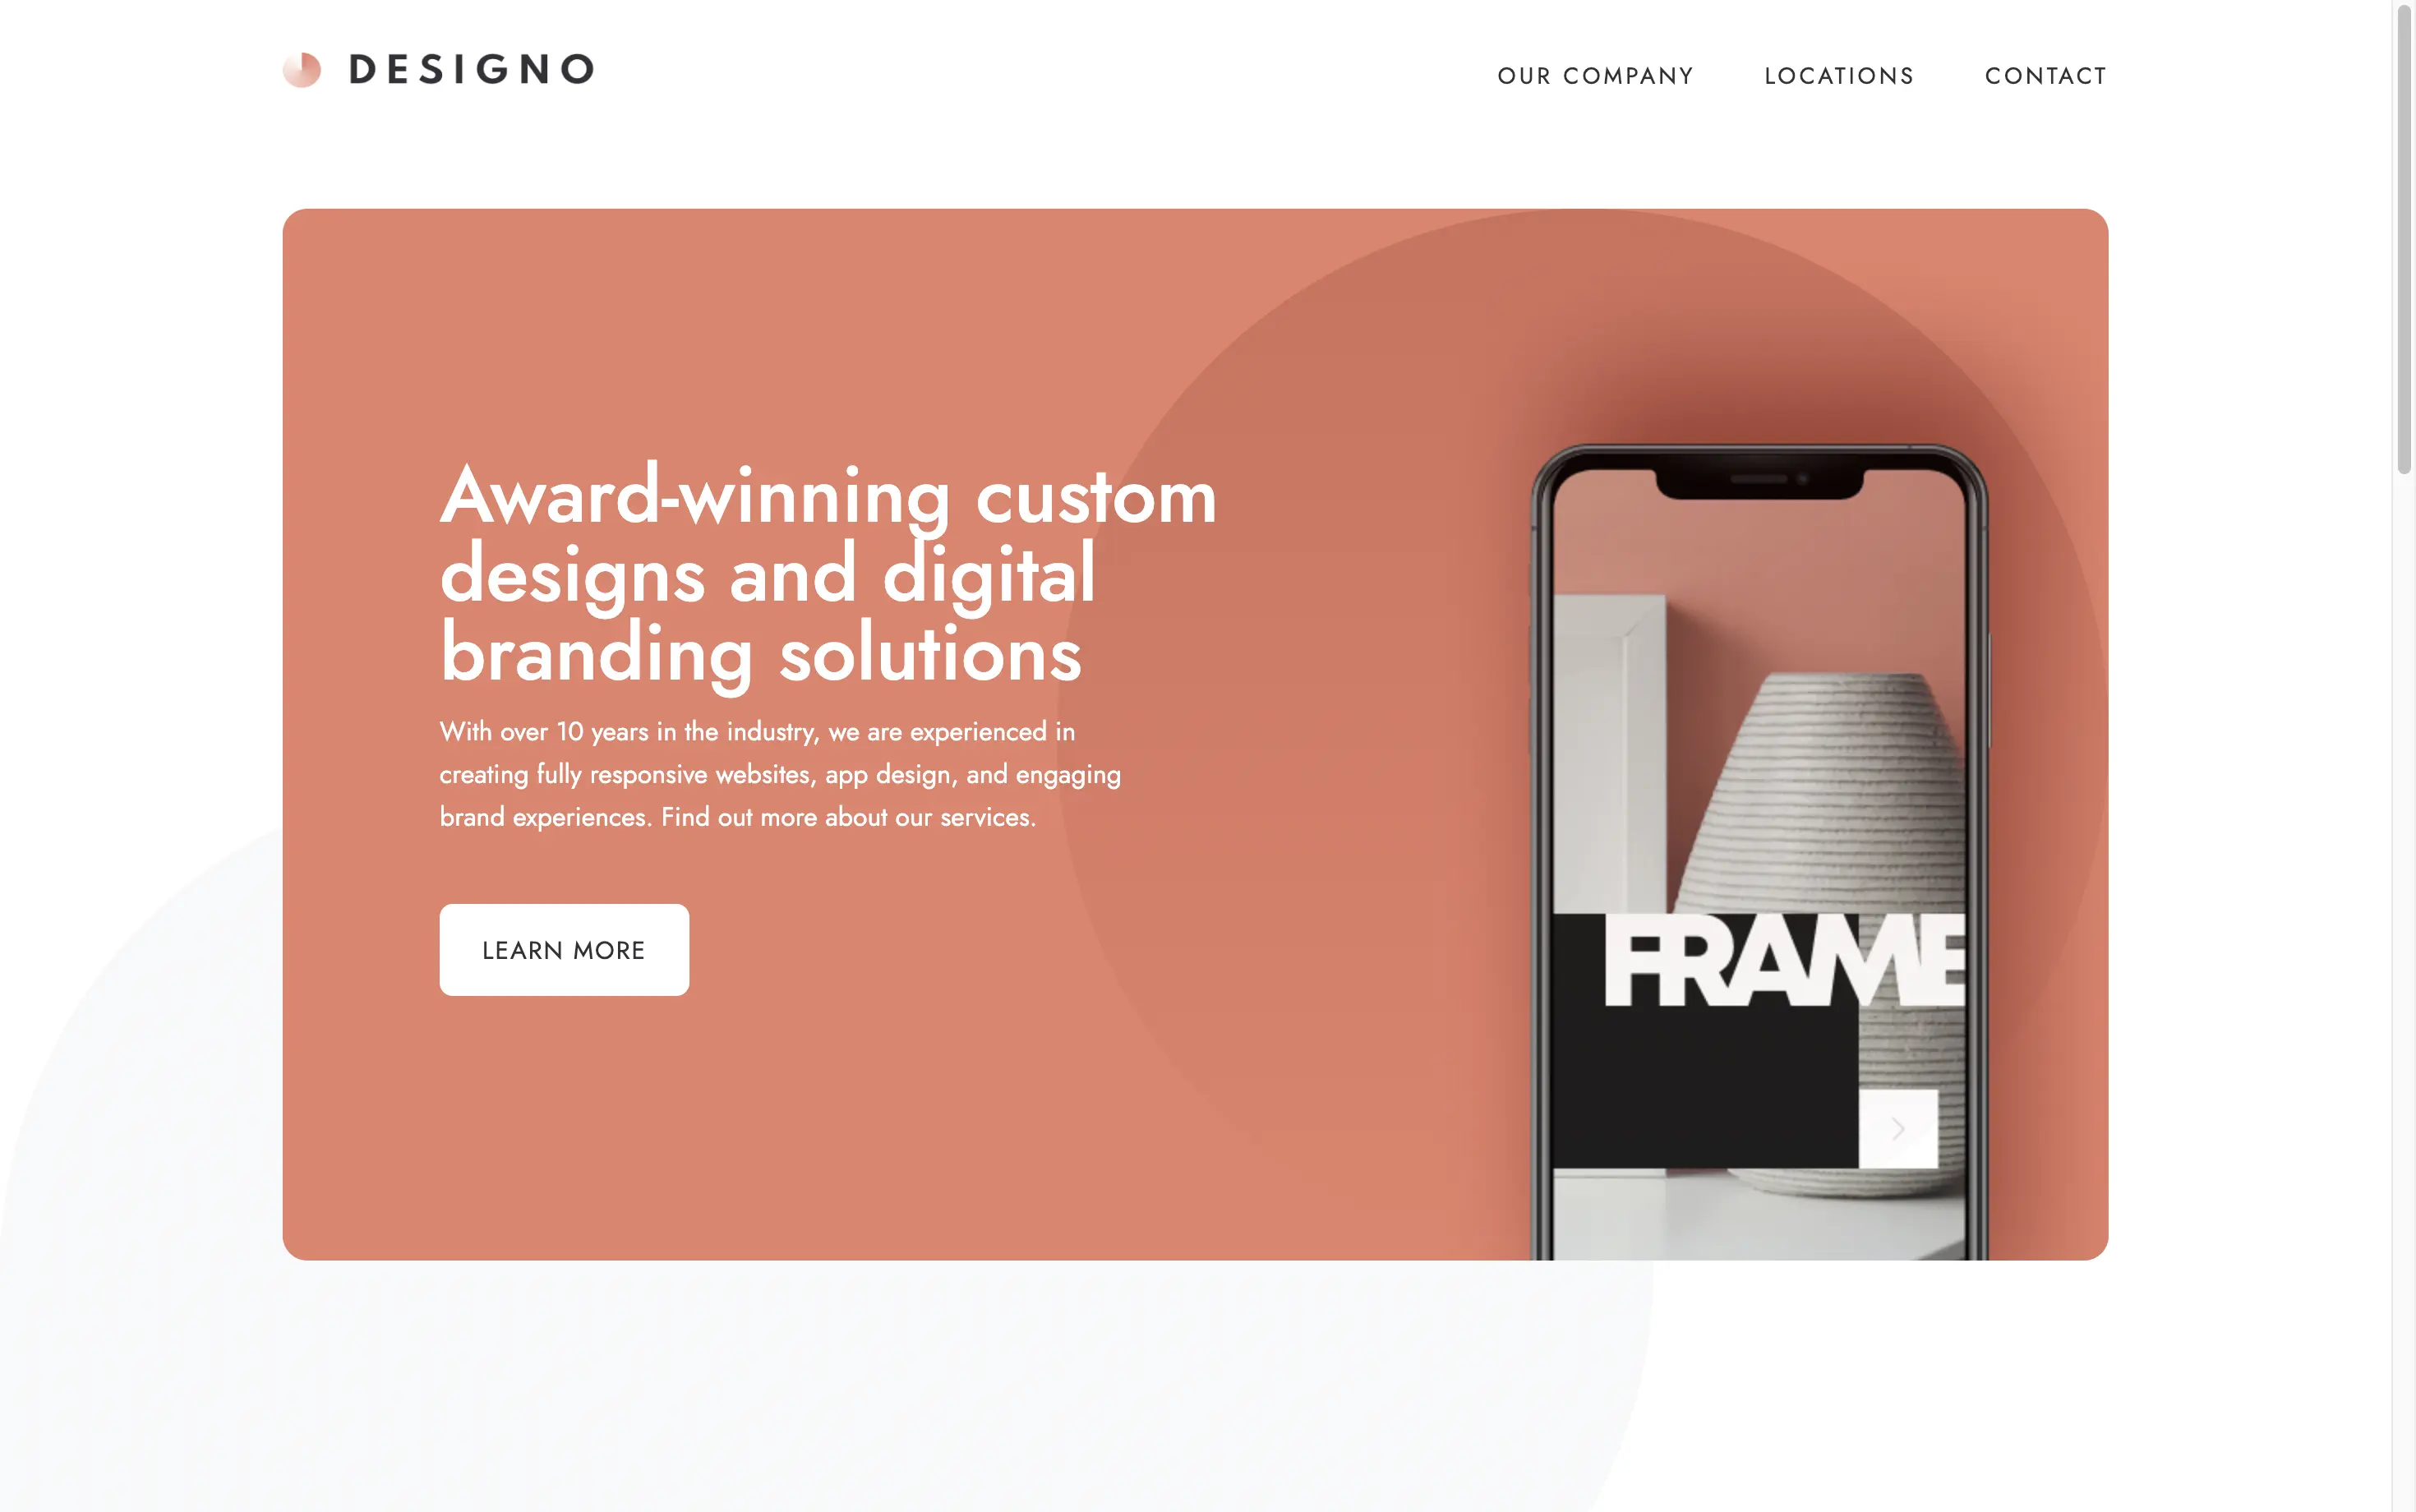 DESIGNO
OUR COMPANY
LOCATIONS
CONTACT
Award-winning custom
designs and digital
branding solutions
With over 10 years in the industry, we are experienced in
creating fully responsive websites, app design, and engaging
brand experiences. Find out more about our services.
LEARN MORE
FRAME